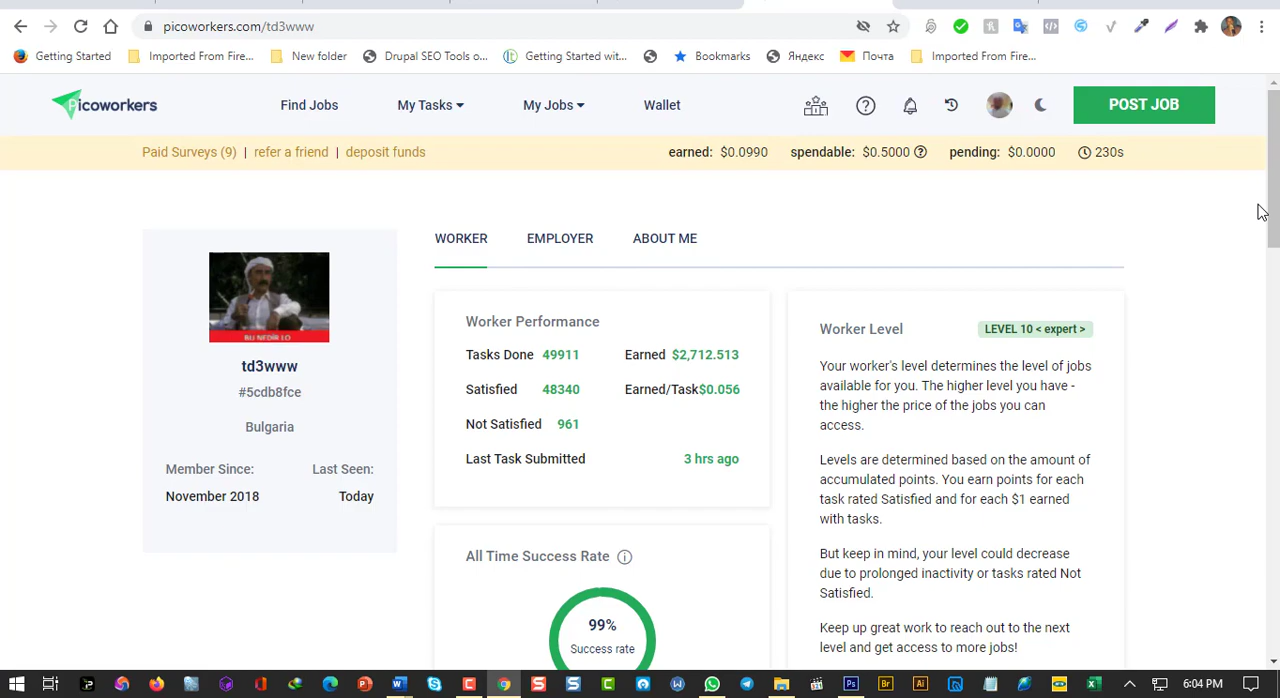 picoworkers.com/td3www
Getting Started Imported From Fire... New folder Drupal SEO Tools o... Getting Started wit... Bookmarks Яндекс Почта Imported From Fire...
Picoworkers Find Jobs My Tasks My Jobs Wallet POST JOB
Paid Surveys (9) | refer a friend | deposit funds earned: $0.0990 spendable: $0.5000 pending: $0.0000 230s
WORKER EMPLOYER ABOUT ME
BU NEDİR LO
td3www
#5cdb8fce
Bulgaria
Member Since: Last Seen:
November 2018 Today
Worker Performance
Tasks Done 49911 Earned $2,712.513
Satisfied 48340 Earned/Task $0.056
Not Satisfied 961
Last Task Submitted 3 hrs ago
All Time Success Rate
99%
Success rate
Worker Level LEVEL 10 < expert >
Your worker's level determines the level of jobs
available for you. The higher level you have -
the higher the price of the jobs you can
access.
Levels are determined based on the amount of
accumulated points. You earn points for each
task rated Satisfied and for each $1 earned
with tasks.
But keep in mind, your level could decrease
due to prolonged inactivity or tasks rated Not
Satisfied.
Keep up great work to reach out to the next
level and get access to more jobs!
6:04 PM